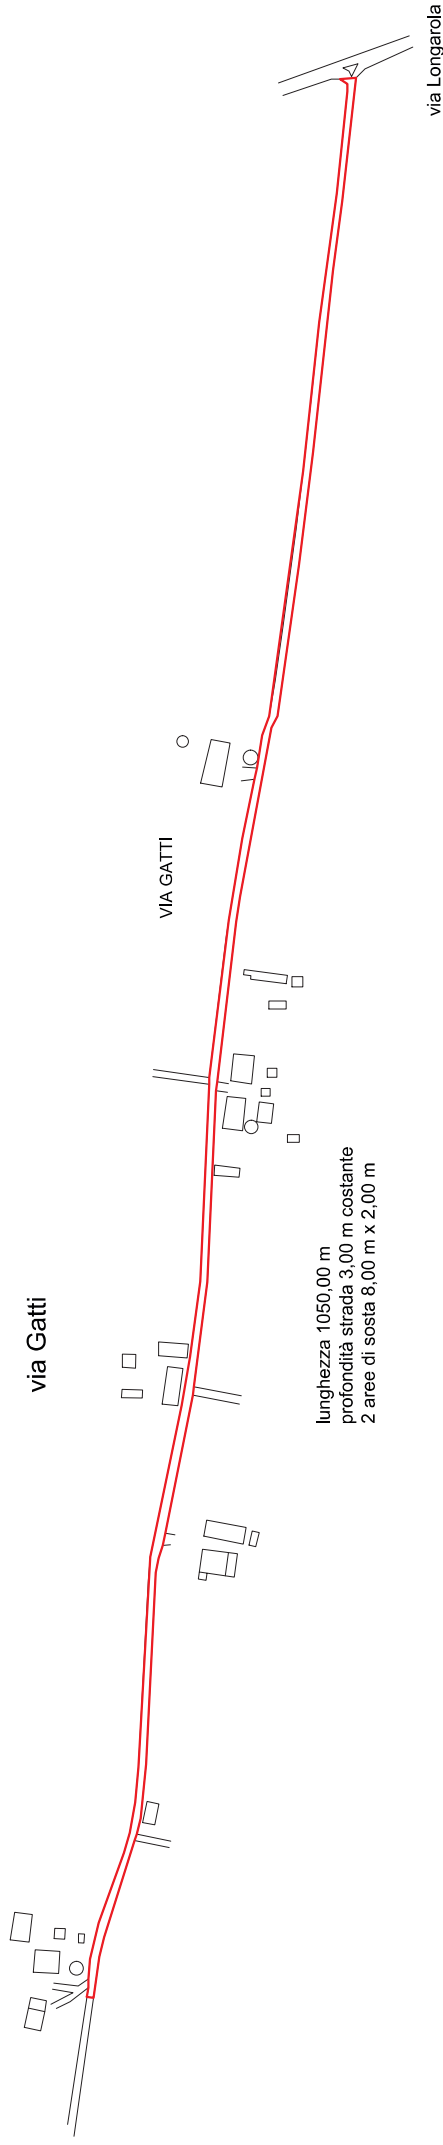 via Gatti
VIA GATTI
lunghezza 1050,00 m
profondità strada 3,00 m costante
2 aree di sosta 8,00 m x 2,00 m
via Longarola